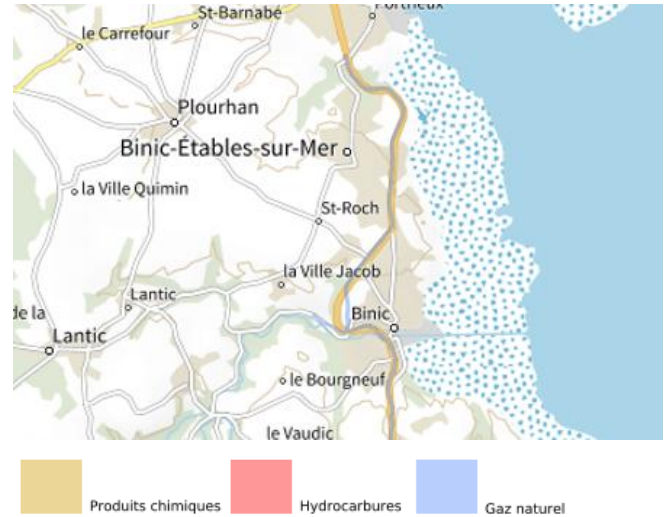 St-Barnabé
le Carrefour
Plourhan
Binic-Étables-sur-Mer
la Ville Quimin
St-Roch
la Ville Jacob
Lantic
de la
Binic
Lantic
le Bourgneuf
le Vaudic
Produits chimiques Hydrocarbures Gaz naturel